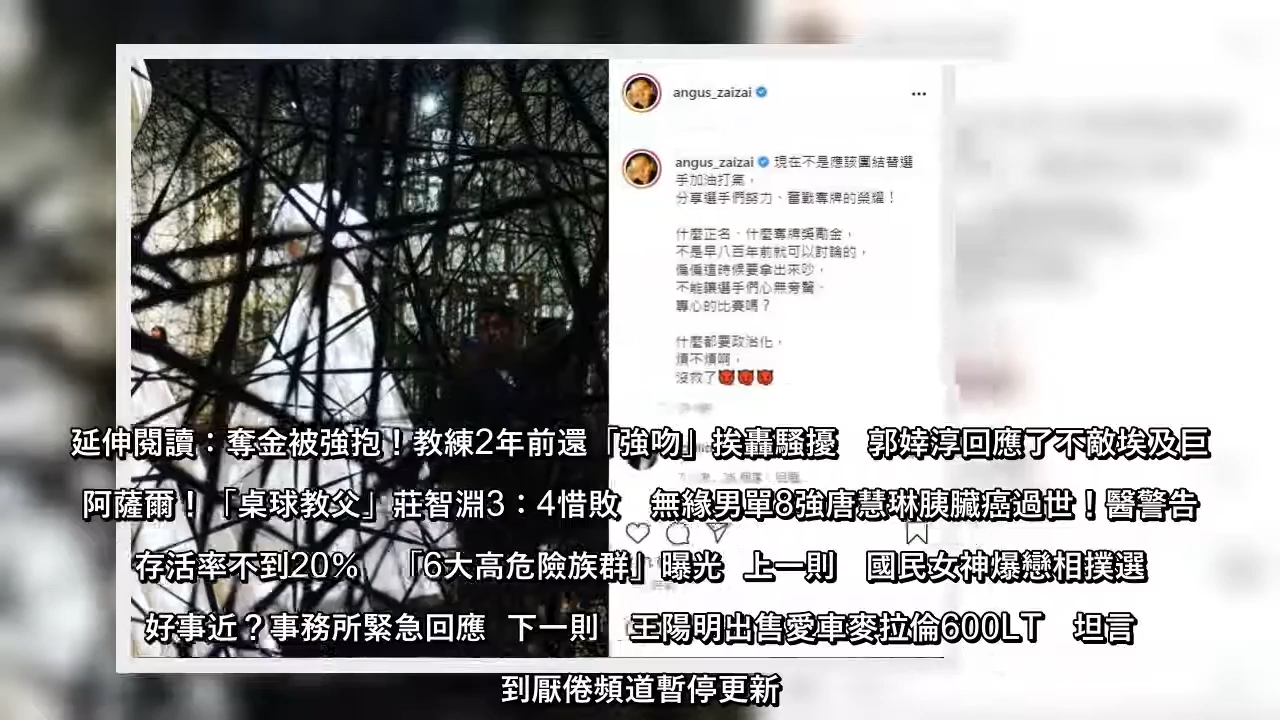 angus_zaizai
angus_zaizai 現在不是應該團結替選
手加油打氣，
分享選手們努力、奮戰奪牌的榮耀！
什麼正名、什麼奪牌獎勵金，
不是早八百年前就可以討論的，
偏偏這時候要拿出來吵，
不能讓選手們心無旁騖、
專心的比賽嗎？
什麼都要政治化，
煩不煩啊，
沒救了
延伸閱讀：奪金被強抱！教練2年前還「強吻」挨轟騷擾 郭婞淳回應了不敵埃及巨
阿薩爾！「桌球教父」莊智淵3：4惜敗 無緣男單8強唐慧琳胰臟癌過世！醫警告
存活率不到20% 「6大高危險族群」曝光 上一則 國民女神爆戀相撲選
好事近？事務所緊急回應 下一則 王陽明出售愛車麥拉倫600LT 坦言
到厭倦頻道暫停更新